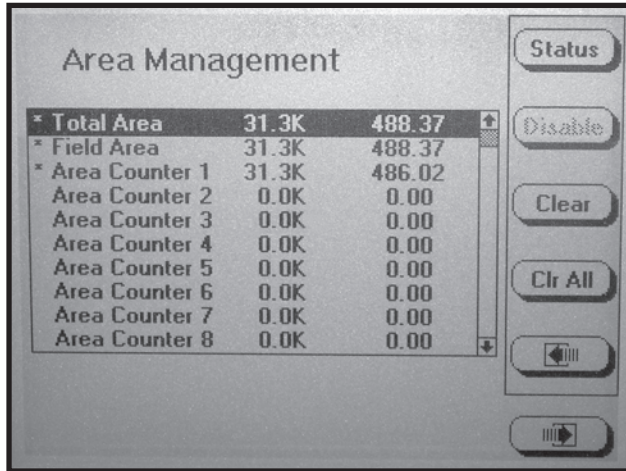 Area Management
* Total Area 31.3K 488.37
* Field Area 31.3K 488.37
* Area Counter 1 31.3K 486.02
Area Counter 2 0.0K 0.00
Area Counter 3 0.0K 0.00
Area Counter 4 0.0K 0.00
Area Counter 5 0.0K 0.00
Area Counter 6 0.0K 0.00
Area Counter 7 0.0K 0.00
Area Counter 8 0.0K 0.00
Status
Disable
Clear
Clr All